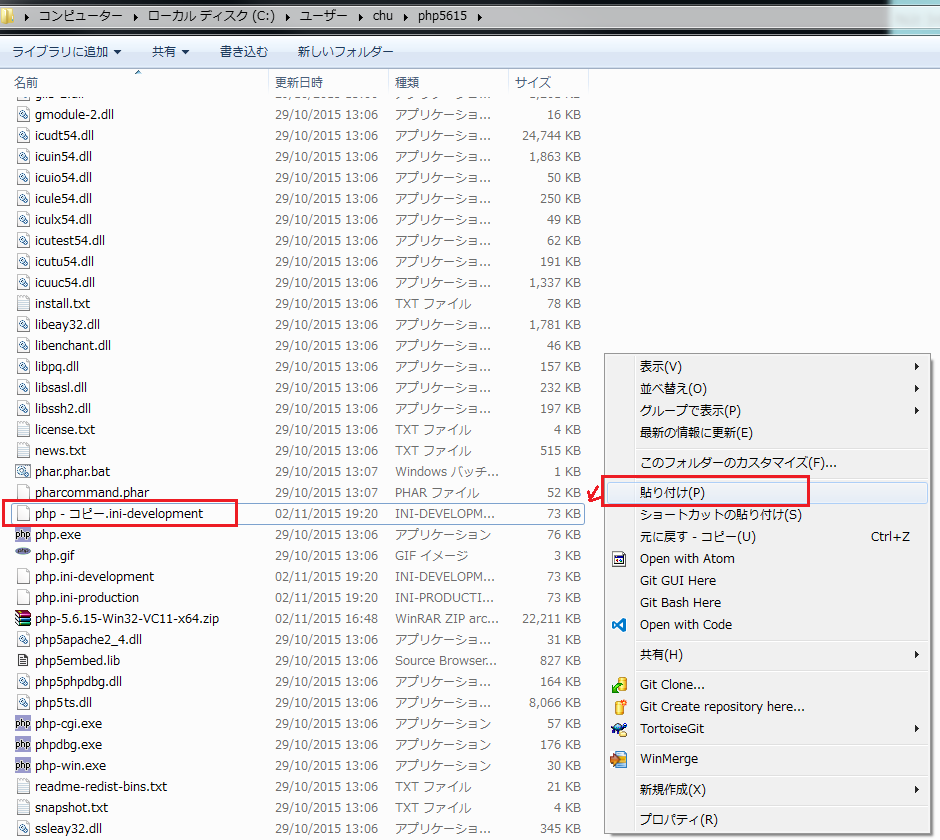 コンピューター ローカル ディスク (C:) ユーザー chu php5615
ライブラリに追加 共有 書き込む 新しいフォルダー
名前 更新日時 種類 サイズ
gmodule-2.dll 29/10/2015 13:06 アプリケーショ... 16 KB
icudt54.dll 29/10/2015 13:06 アプリケーショ... 24,744 KB
icuin54.dll 29/10/2015 13:06 アプリケーショ... 1,863 KB
icuio54.dll 29/10/2015 13:06 アプリケーショ... 50 KB
icule54.dll 29/10/2015 13:06 アプリケーショ... 250 KB
iculx54.dll 29/10/2015 13:06 アプリケーショ... 49 KB
icutest54.dll 29/10/2015 13:06 アプリケーショ... 62 KB
icutu54.dll 29/10/2015 13:06 アプリケーショ... 191 KB
icuuc54.dll 29/10/2015 13:06 アプリケーショ... 1,337 KB
install.txt 29/10/2015 13:06 TXT ファイル 78 KB
libeay32.dll 29/10/2015 13:06 アプリケーショ... 1,781 KB
libenchant.dll 29/10/2015 13:06 アプリケーショ... 46 KB
libpq.dll 29/10/2015 13:06 アプリケーショ... 157 KB
libsasl.dll 29/10/2015 13:06 アプリケーショ... 232 KB
libssh2.dll 29/10/2015 13:06 アプリケーショ... 197 KB
license.txt 29/10/2015 13:06 TXT ファイル 4 KB
news.txt 29/10/2015 13:06 TXT ファイル 515 KB
phar.phar.bat 29/10/2015 13:07 Windows バッチ... 1 KB
pharcommand.phar 29/10/2015 13:07 PHAR ファイル 52 KB
php - コピー.ini-development 02/11/2015 19:20 INI-DEVELOPM... 73 KB
php.exe 29/10/2015 13:06 アプリケーション 76 KB
php.gif 29/10/2015 13:06 GIF イメージ 3 KB
php.ini-development 02/11/2015 19:20 INI-DEVELOPM... 73 KB
php.ini-production 02/11/2015 19:20 INI-PRODUCTI... 73 KB
php-5.6.15-Win32-VC11-x64.zip 02/11/2015 16:48 WinRAR ZIP arc... 22,211 KB
php5apache2_4.dll 29/10/2015 13:06 アプリケーショ... 31 KB
php5embed.lib 29/10/2015 13:06 Source Browser... 827 KB
php5phpdbg.dll 29/10/2015 13:06 アプリケーショ... 164 KB
php5ts.dll 29/10/2015 13:06 アプリケーショ... 8,066 KB
php-cgi.exe 29/10/2015 13:06 アプリケーション 57 KB
phpdbg.exe 29/10/2015 13:06 アプリケーション 176 KB
php-win.exe 29/10/2015 13:06 アプリケーション 30 KB
readme-redist-bins.txt 29/10/2015 13:06 TXT ファイル 21 KB
snapshot.txt 29/10/2015 13:06 TXT ファイル 4 KB
ssleay32.dll 29/10/2015 13:06 アプリケーショ... 345 KB
表示(V)
並べ替え(O)
グループで表示(P)
最新の情報に更新(E)
このフォルダーのカスタマイズ(F)...
貼り付け(P)
ショートカットの貼り付け(S)
元に戻す - コピー(U) Ctrl+Z
Open with Atom
Git GUI Here
Git Bash Here
Open with Code
共有(H)
Git Clone...
Git Create repository here...
TortoiseGit
WinMerge
新規作成(X)
プロパティ(R)